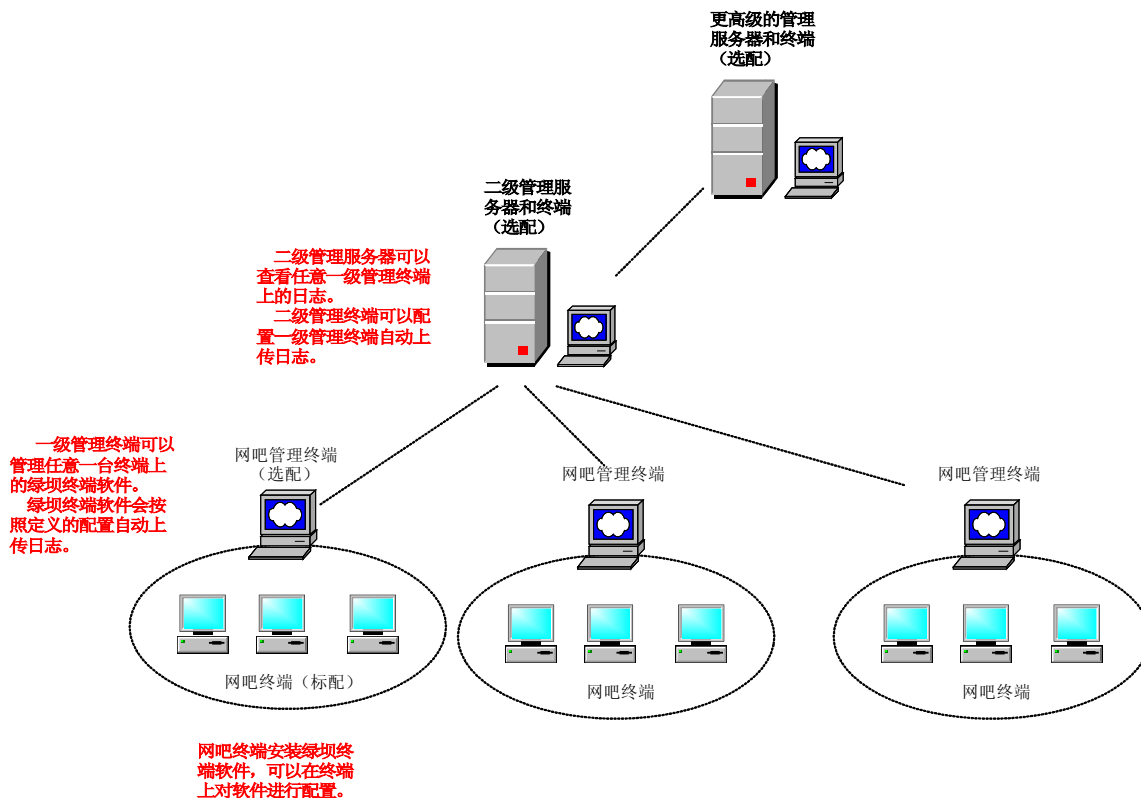 更高级的管理
服务器和终端
（选配）
二级管理服
务器和终端
（选配）
二级管理服务器可以
查看任意一级管理终端
上的日志。
二级管理终端可以配
置一级管理终端自动上
传日志。
一级管理终端可以
管理任意一台终端上
的绿坝终端软件。
绿坝终端软件会按
照定义的配置自动上
传日志。
网吧管理终端
（选配）
网吧管理终端
网吧管理终端
网吧终端（标配）
网吧终端
网吧终端
网吧终端安装绿坝终
端软件，可以在终端
上对软件进行配置。